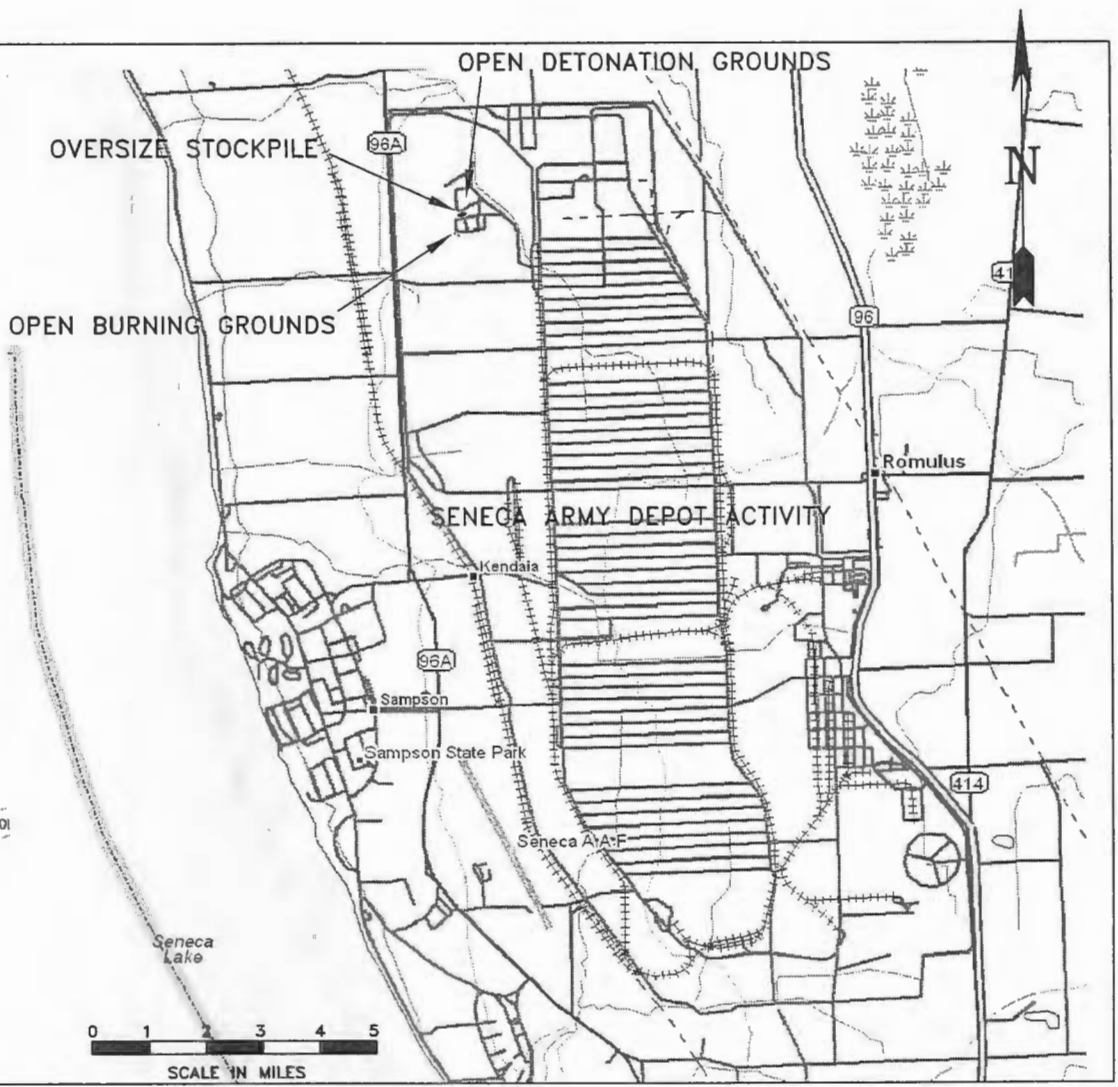 OPEN DETONATION GROUNDS
OVERSIZE STOCKPILE
96A
N
41
OPEN BURNING GROUNDS
96
Romulus
SENECA ARMY DEPOT ACTIVITY
Kendaia
96A
Sampson
Sampson State Park
414
Seneca A A F
Seneca
Lake
0 1 2 3 4 5
SCALE IN MILES